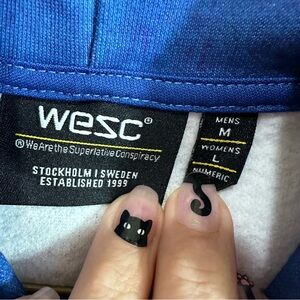 wesc®
®WeAretheSuperlativeConspiracy
STOCKHOLM I SWEDEN
ESTABLISHED 1999
MENS
M
WOMENS
L
NUMERIC